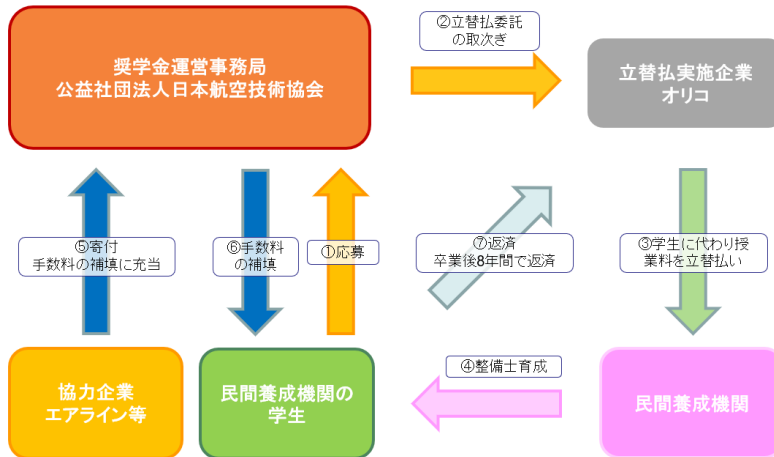 ②立替払委託
の取次ぎ
奨学金運営事務局
公益社団法人日本航空技術協会
立替払実施企業
オリコ
⑤寄付
手数料の補填に充当
⑥手数料
の補填
①応募
⑦返済
卒業後8年間で返済
③学生に代わり授
業料を立替払い
④整備士育成
協力企業
エアライン等
民間養成機関の
学生
民間養成機関